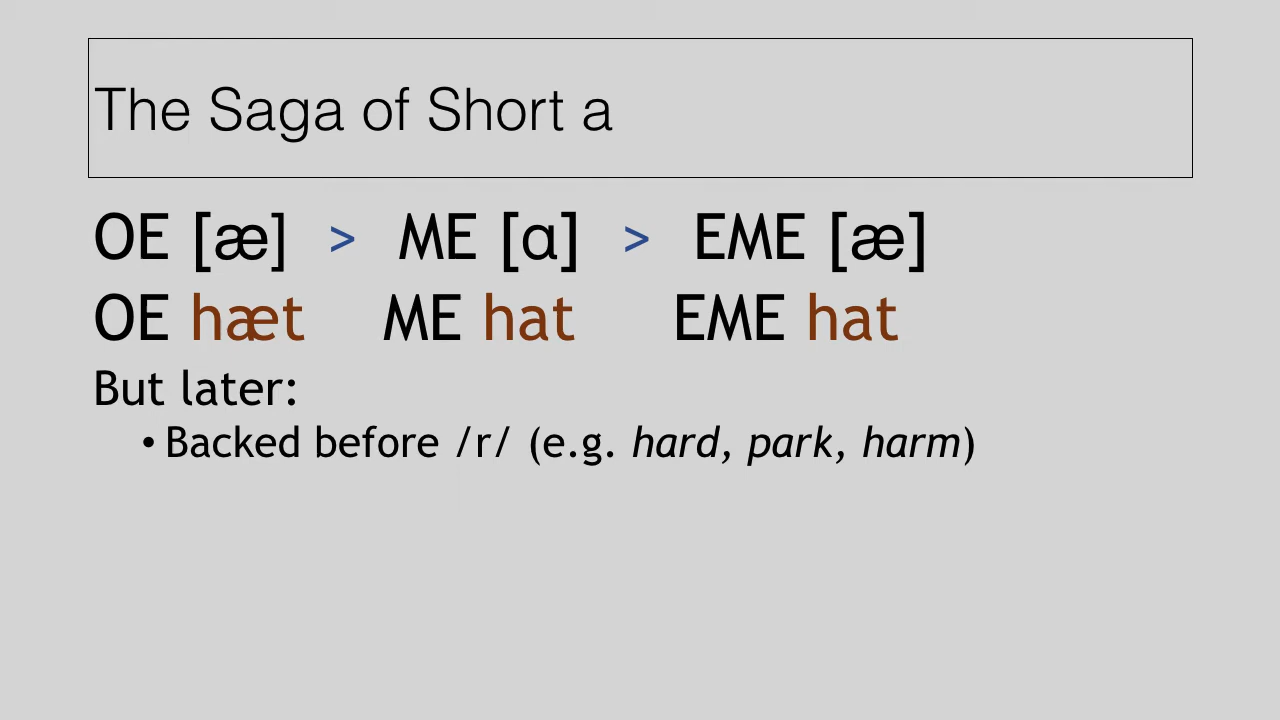 The Saga of Short a
OE [æ] > ME [ɑ] > EME [æ]
OE hæt ME hat EME hat
But later:
• Backed before /r/ (e.g. hard, park, harm)